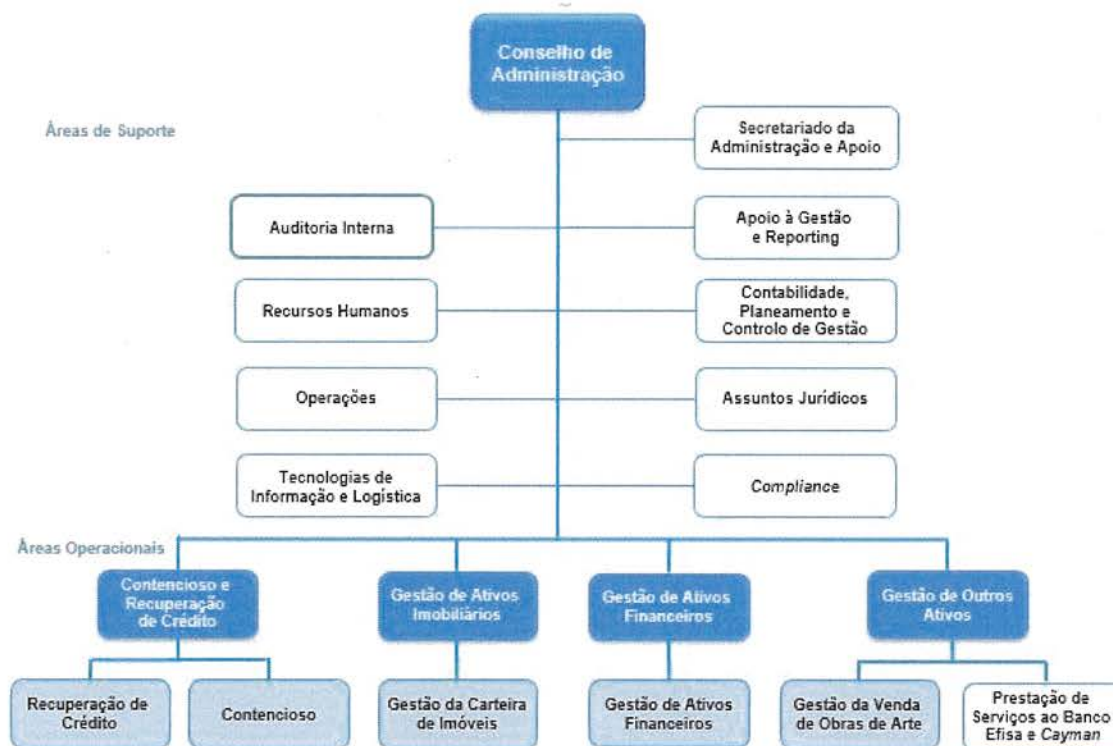 Conselho de
Administração
Áreas de Suporte
Secretariado da
Administração e Apoio
Auditoria Interna
Apoio à Gestão
e Reporting
Recursos Humanos
Contabilidade,
Planeamento e
Controlo de Gestão
Operações
Assuntos Jurídicos
Tecnologias de
Informação e Logística
Compliance
Áreas Operacionais
Contencioso e
Recuperação
de Crédito
Gestão de Ativos
Imobiliários
Gestão de Ativos
Financeiros
Gestão de Outros
Ativos
Recuperação de
Crédito
Contencioso
Gestão da Carteira
de Imóveis
Gestão de Ativos
Financeiros
Gestão da Venda
de Obras de Arte
Prestação de
Serviços ao Banco
Efisa e Cayman